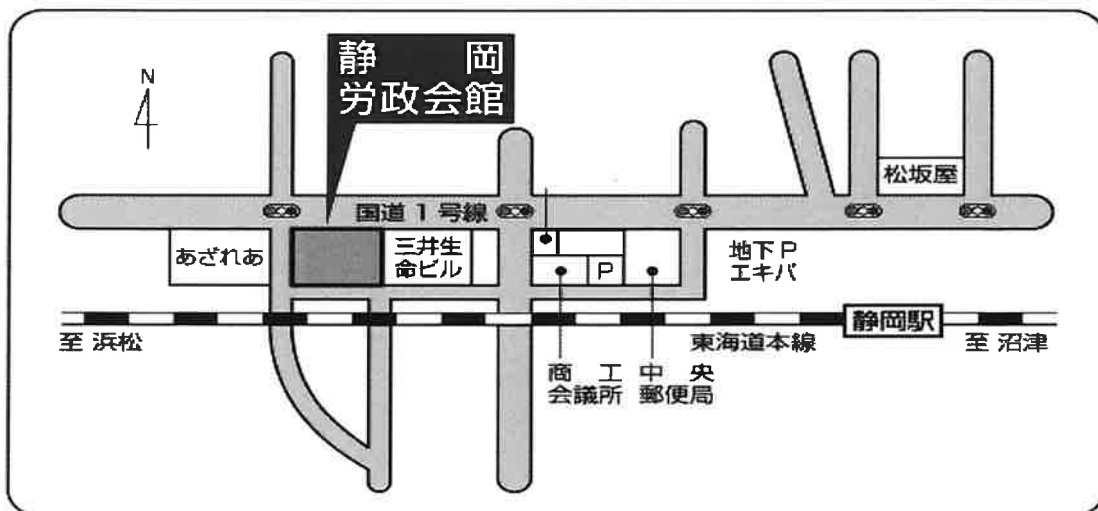 静岡
労政会館
N
松坂屋
国道1号線
あざれあ
三井生
命ビル
P
地下P
エキパ
静岡駅
至 浜松
東海道本線
至 沼津
商工
会議所
中央
郵便局